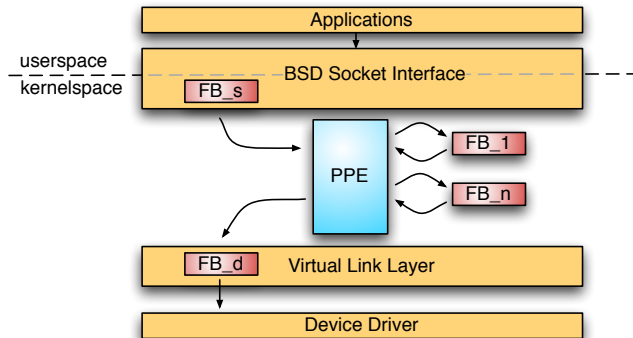 Applications
userspace
BSD Socket Interface
kernelspace
FB_s
FB_1
PPE
FB_n
FB_d
Virtual Link Layer
Device Driver